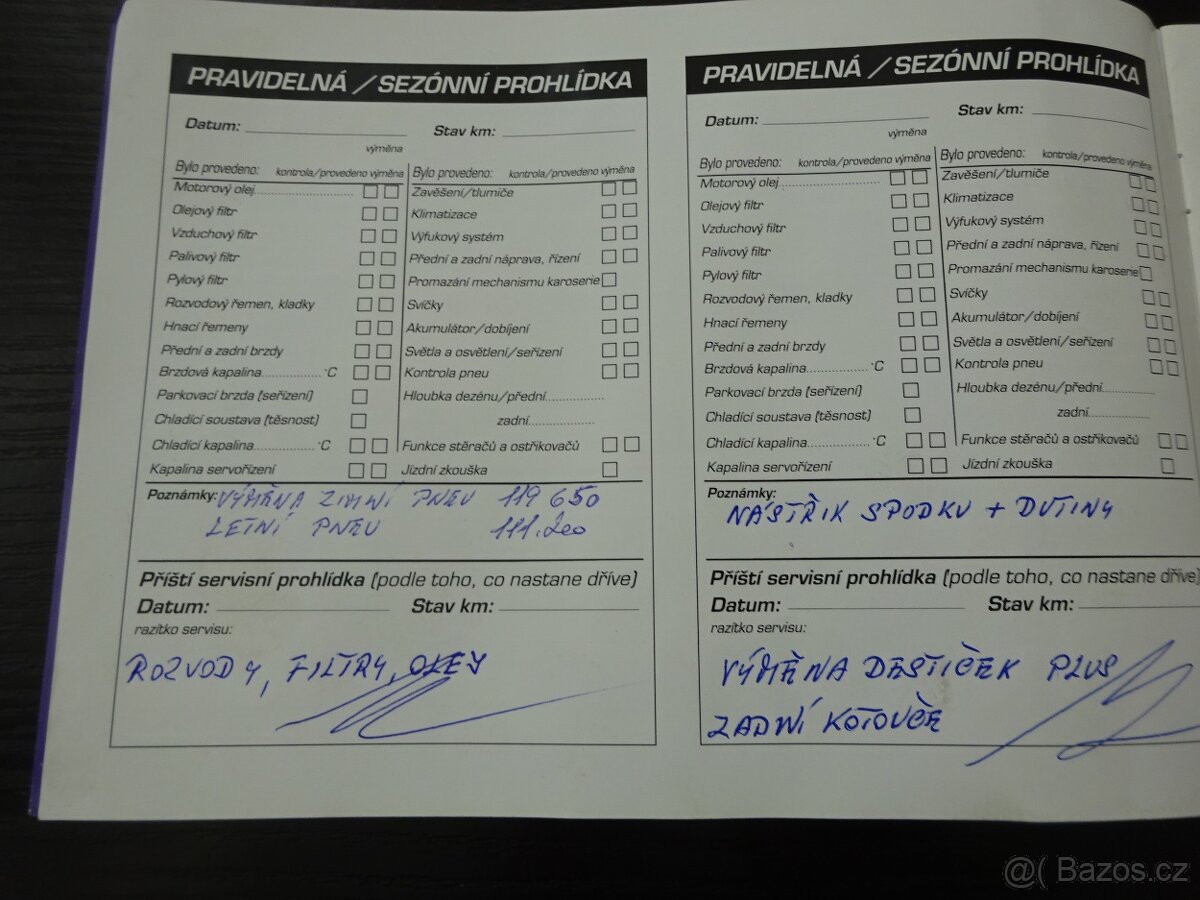 PRAVIDELNÁ / SEZÓNNÍ PROHLÍDKA
Datum: Stav km:
výměna
Bylo provedeno: kontrola/provedeno výměna
Motorový olej
Olejový filtr
Vzduchový filtr
Palivový filtr
Pylový filtr
Rozvodový řemen, kladky
Hnací řemeny
Přední a zadní brzdy
Brzdová kapalina...............°C
Parkovací brzda (seřízení)
Chladící soustava (těsnost)
Chladící kapalina...............°C
Kapalina servořízení
Bylo provedeno: kontrola/provedeno výměna
Zavěšení/tlumiče
Klimatizace
Výfukový systém
Přední a zadní náprava, řízení
Promazání mechanismu karoserie
Svíčky
Akumulátor/dobíjení
Světla a osvětlení/seřízení
Kontrola pneu
Hloubka dezénu/přední...............
zadní...............
Funkce stěračů a ostřikovačů
Jízdní zkouška
Poznámky: VÝMĚNA ZIMNÍ PNEU 119 650
LETNÍ PNEU 111.200
Příští servisní prohlídka (podle toho, co nastane dříve)
Datum: Stav km:
razítko servisu:
ROZVODY, FILTRY, OLEJ
PRAVIDELNÁ / SEZÓNNÍ PROHLÍDKA
Datum: Stav km:
výměna
Bylo provedeno: kontrola/provedeno výměna
Motorový olej
Olejový filtr
Vzduchový filtr
Palivový filtr
Pylový filtr
Rozvodový řemen, kladky
Hnací řemeny
Přední a zadní brzdy
Brzdová kapalina...............°C
Parkovací brzda (seřízení)
Chladící soustava (těsnost)
Chladící kapalina...............°C
Kapalina servořízení
Bylo provedeno: kontrola/provedeno výměna
Zavěšení/tlumiče
Klimatizace
Výfukový systém
Přední a zadní náprava, řízení
Promazání mechanismu karoserie
Svíčky
Akumulátor/dobíjení
Světla a osvětlení/seřízení
Kontrola pneu
Hloubka dezénu/přední...............
zadní...............
Funkce stěračů a ostřikovačů
Jízdní zkouška
Poznámky:
NÁSTŘIK SPODKU + DUTINY
Příští servisní prohlídka (podle toho, co nastane dříve)
Datum: Stav km:
razítko servisu:
VÝMĚNA DESTIČEK PLUS
ZADNÍ KOTOUČE
@( Bazos.cz